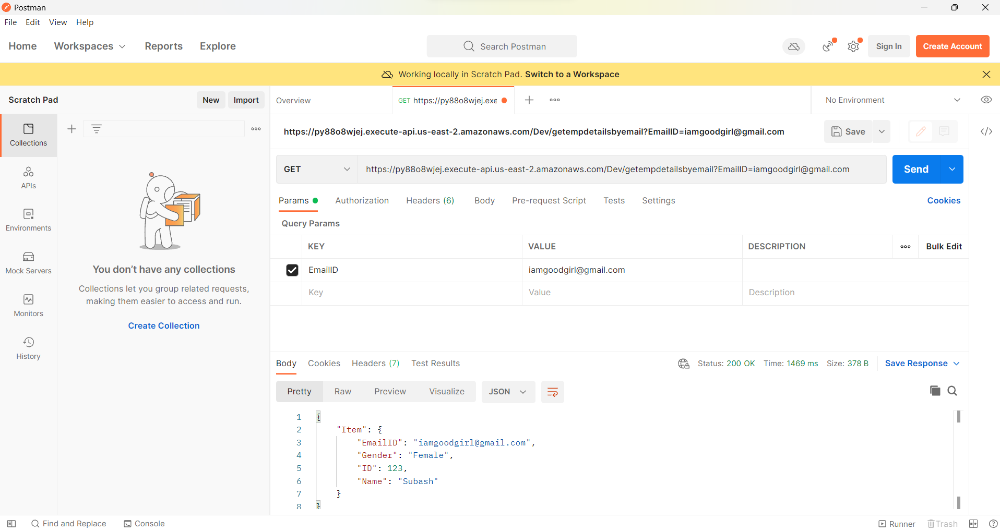 Postman
File Edit View Help
Home Workspaces Reports Explore Search Postman Sign In Create Account
Working locally in Scratch Pad. Switch to a Workspace
Scratch Pad New Import Overview GET https://py88o8wjej.exe No Environment
https://py88o8wjej.execute-api.us-east-2.amazonaws.com/Dev/getempdetailsbyemail?EmailID=iamgoodgirl@gmail.com Save
Collections
GET https://py88o8wjej.execute-api.us-east-2.amazonaws.com/Dev/getempdetailsbyemail?EmailID=iamgoodgirl@gmail.com Send
APIs
Params Authorization Headers (6) Body Pre-request Script Tests Settings Cookies
Environments
Query Params
KEY VALUE DESCRIPTION Bulk Edit
Mock Servers
You don't have any collections
EmailID iamgoodgirl@gmail.com
Collections let you group related requests,
making them easier to access and run.
Key Value Description
Monitors
Create Collection
History
Body Cookies Headers (7) Test Results Status: 200 OK Time: 1469 ms Size: 378 B Save Response
Pretty Raw Preview Visualize JSON
1 {
2 "Item": {
3 "EmailID": "iamgoodgirl@gmail.com",
4 "Gender": "Female",
5 "ID": 123,
6 "Name": "Subash"
7 }
8 }
Find and Replace Console Runner Trash